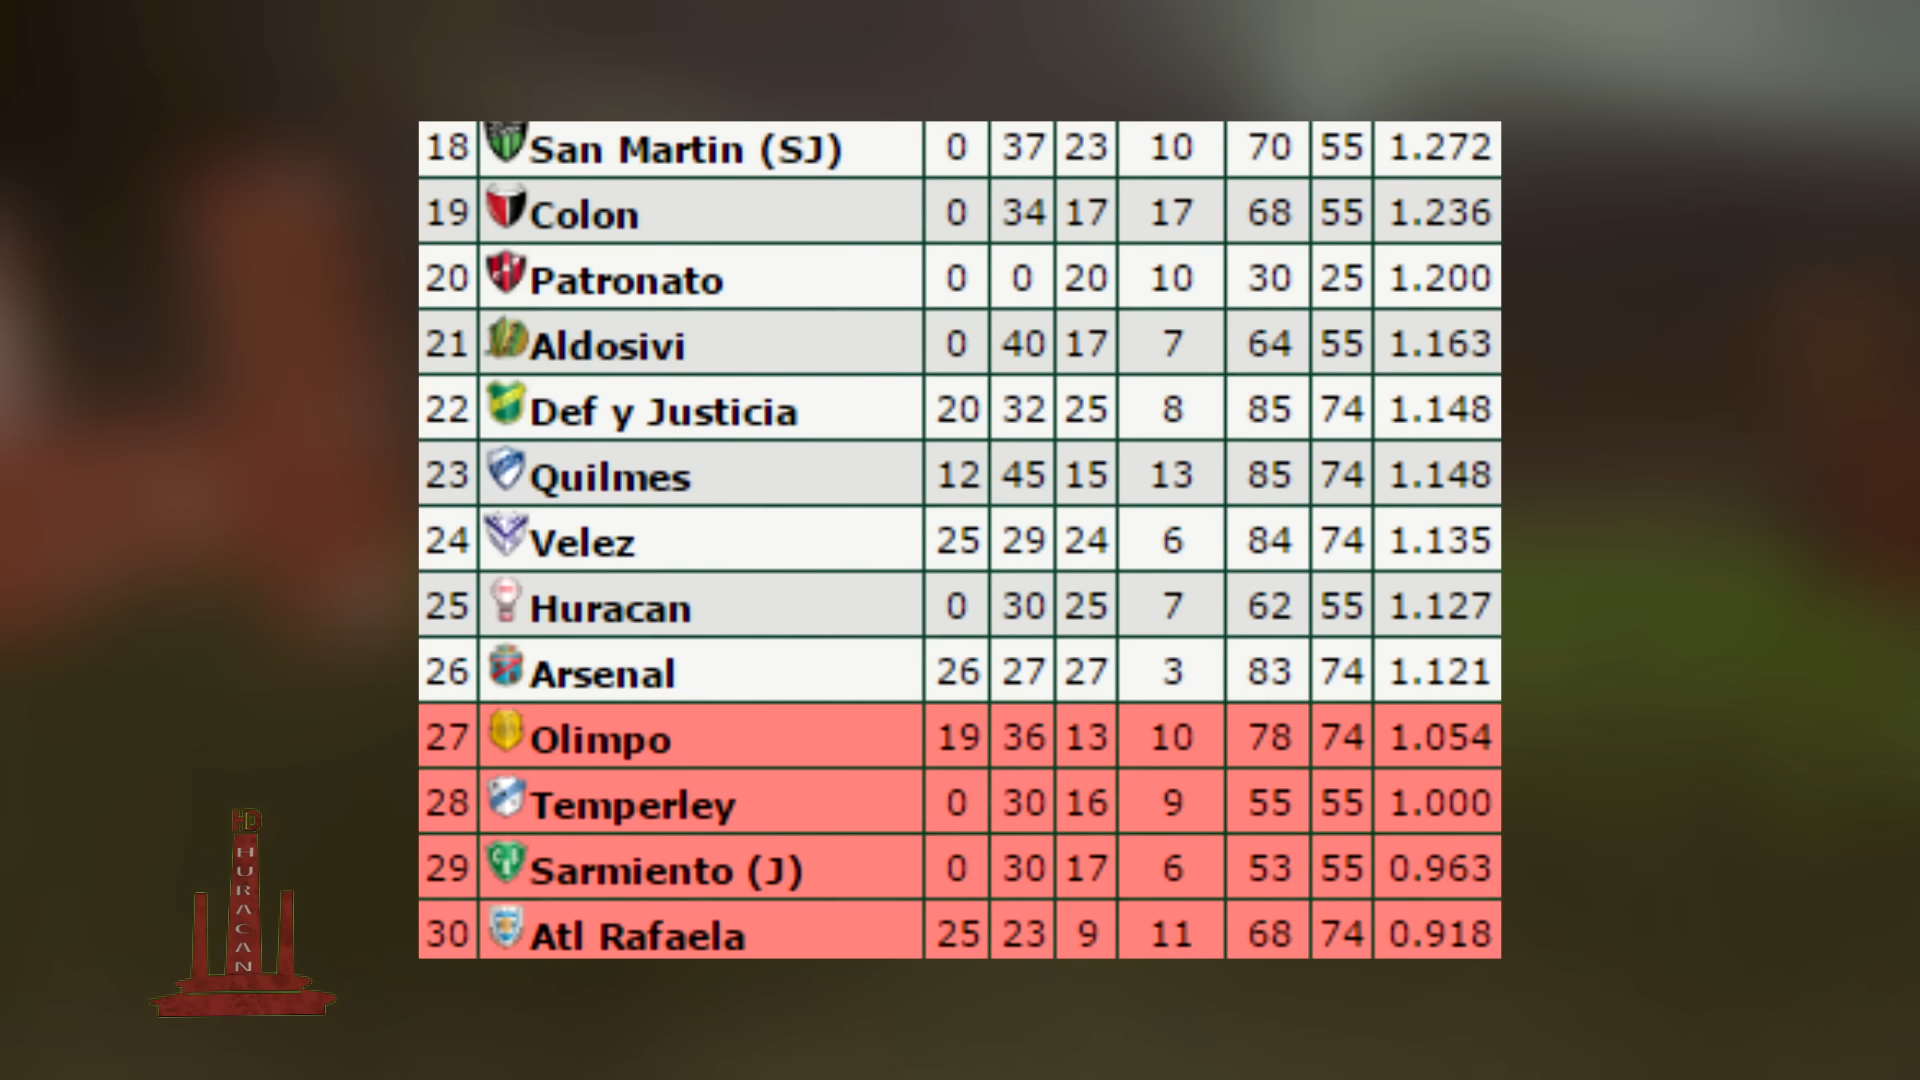 18 San Martin (SJ) 0 37 23 10 70 55 1.272
19 Colon 0 34 17 17 68 55 1.236
20 Patronato 0 0 20 10 30 25 1.200
21 Aldosivi 0 40 17 7 64 55 1.163
22 Def y Justicia 20 32 25 8 85 74 1.148
23 Quilmes 12 45 15 13 85 74 1.148
24 Velez 25 29 24 6 84 74 1.135
25 Huracan 0 30 25 7 62 55 1.127
26 Arsenal 26 27 27 3 83 74 1.121
27 Olimpo 19 36 13 10 78 74 1.054
28 Temperley 0 30 16 9 55 55 1.000
29 Sarmiento (J) 0 30 17 6 53 55 0.963
30 Atl Rafaela 25 23 9 11 68 74 0.918
HD
HURACAN